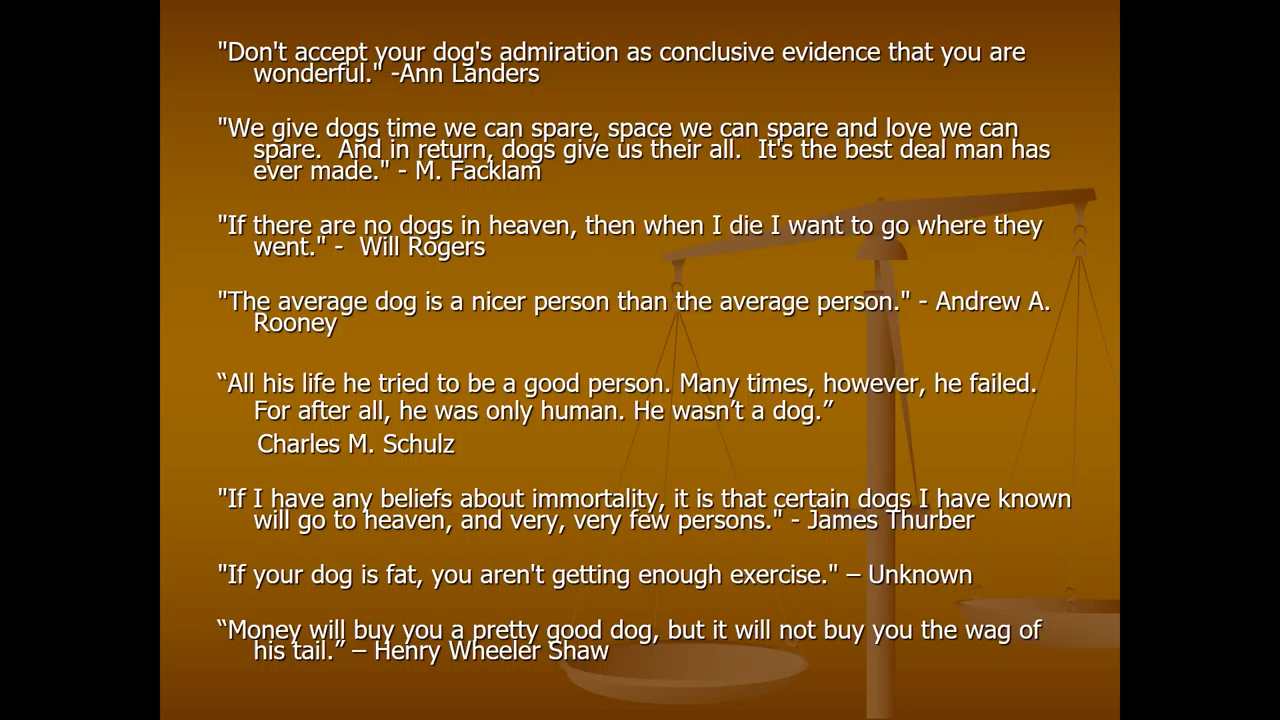 "Don't accept your dog's admiration as conclusive evidence that you are
wonderful." -Ann Landers
"We give dogs time we can spare, space we can spare and love we can
spare.  And in return, dogs give us their all.  It's the best deal man has
ever made." - M. Facklam
"If there are no dogs in heaven, then when I die I want to go where they
went." -  Will Rogers
"The average dog is a nicer person than the average person." - Andrew A.
Rooney
“All his life he tried to be a good person. Many times, however, he failed.
For after all, he was only human. He wasn’t a dog.”
Charles M. Schulz
"If I have any beliefs about immortality, it is that certain dogs I have known
will go to heaven, and very, very few persons." - James Thurber
"If your dog is fat, you aren't getting enough exercise." – Unknown
“Money will buy you a pretty good dog, but it will not buy you the wag of
his tail.” – Henry Wheeler Shaw